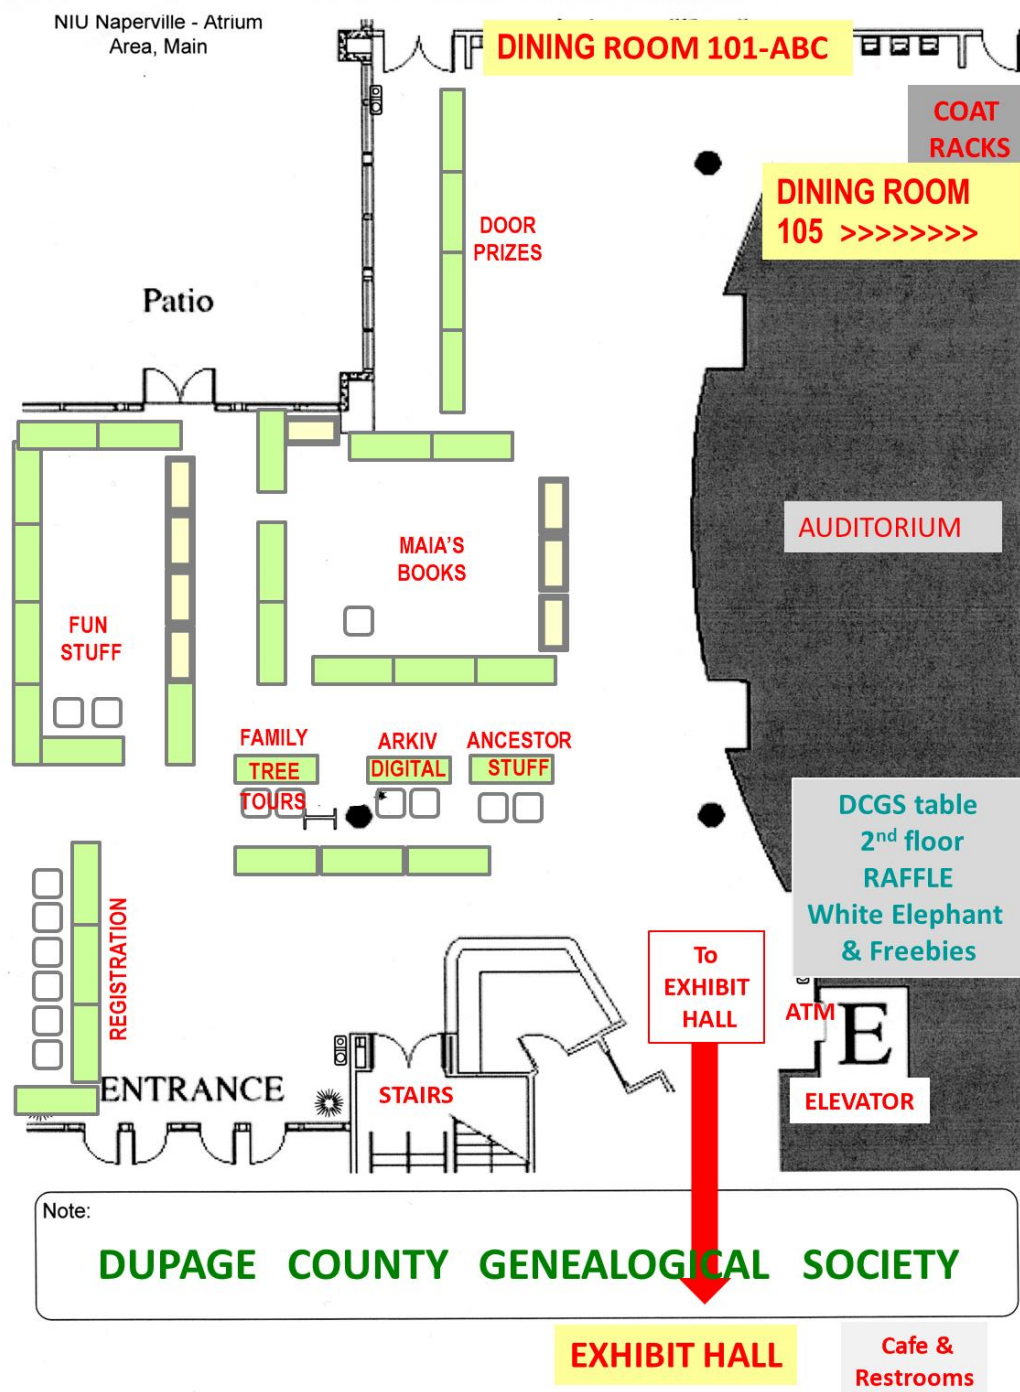 NIU Naperville - Atrium
Area, Main
DINING ROOM 101-ABC
COAT
RACKS
DINING ROOM
105 >>>>>>>>
DOOR
PRIZES
Patio
AUDITORIUM
MAIA'S
BOOKS
FUN
STUFF
FAMILY
TREE
TOURS
ARKIV
DIGITAL
ANCESTOR
STUFF
DCGS table
2nd floor
RAFFLE
White Elephant
& Freebies
REGISTRATION
To
EXHIBIT
HALL
ATM
E
ELEVATOR
ENTRANCE
STAIRS
Note:
DUPAGE COUNTY GENEALOGICAL SOCIETY
EXHIBIT HALL
Cafe &
Restrooms